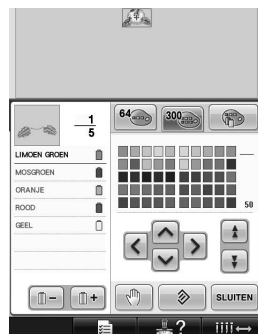 1
5
64
300
LIMOEN GROEN
MOSGROEN
ORANJE
ROOD
GEEL
50
SLUITEN
?